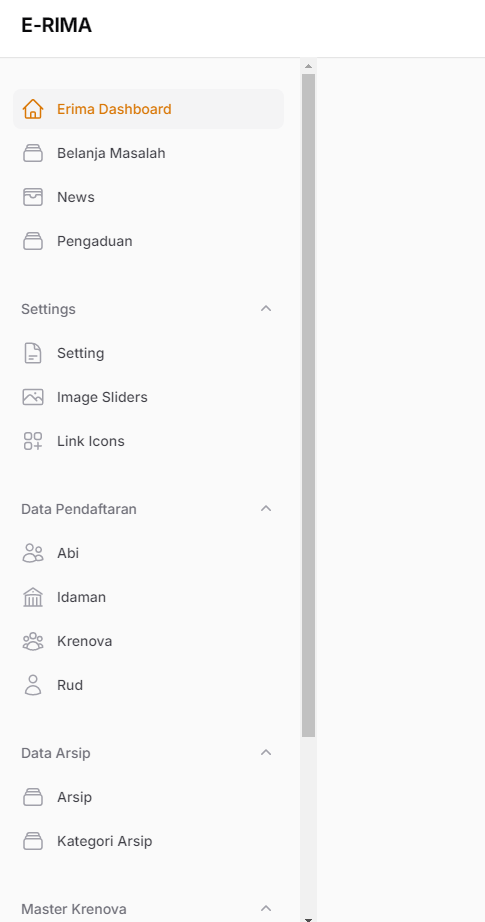 E-RIMA
Erima Dashboard
Belanja Masalah
News
Pengaduan
Settings
Setting
Image Sliders
Link Icons
Data Pendaftaran
Abi
Idaman
Krenova
Rud
Data Arsip
Arsip
Kategori Arsip
Master Krenova